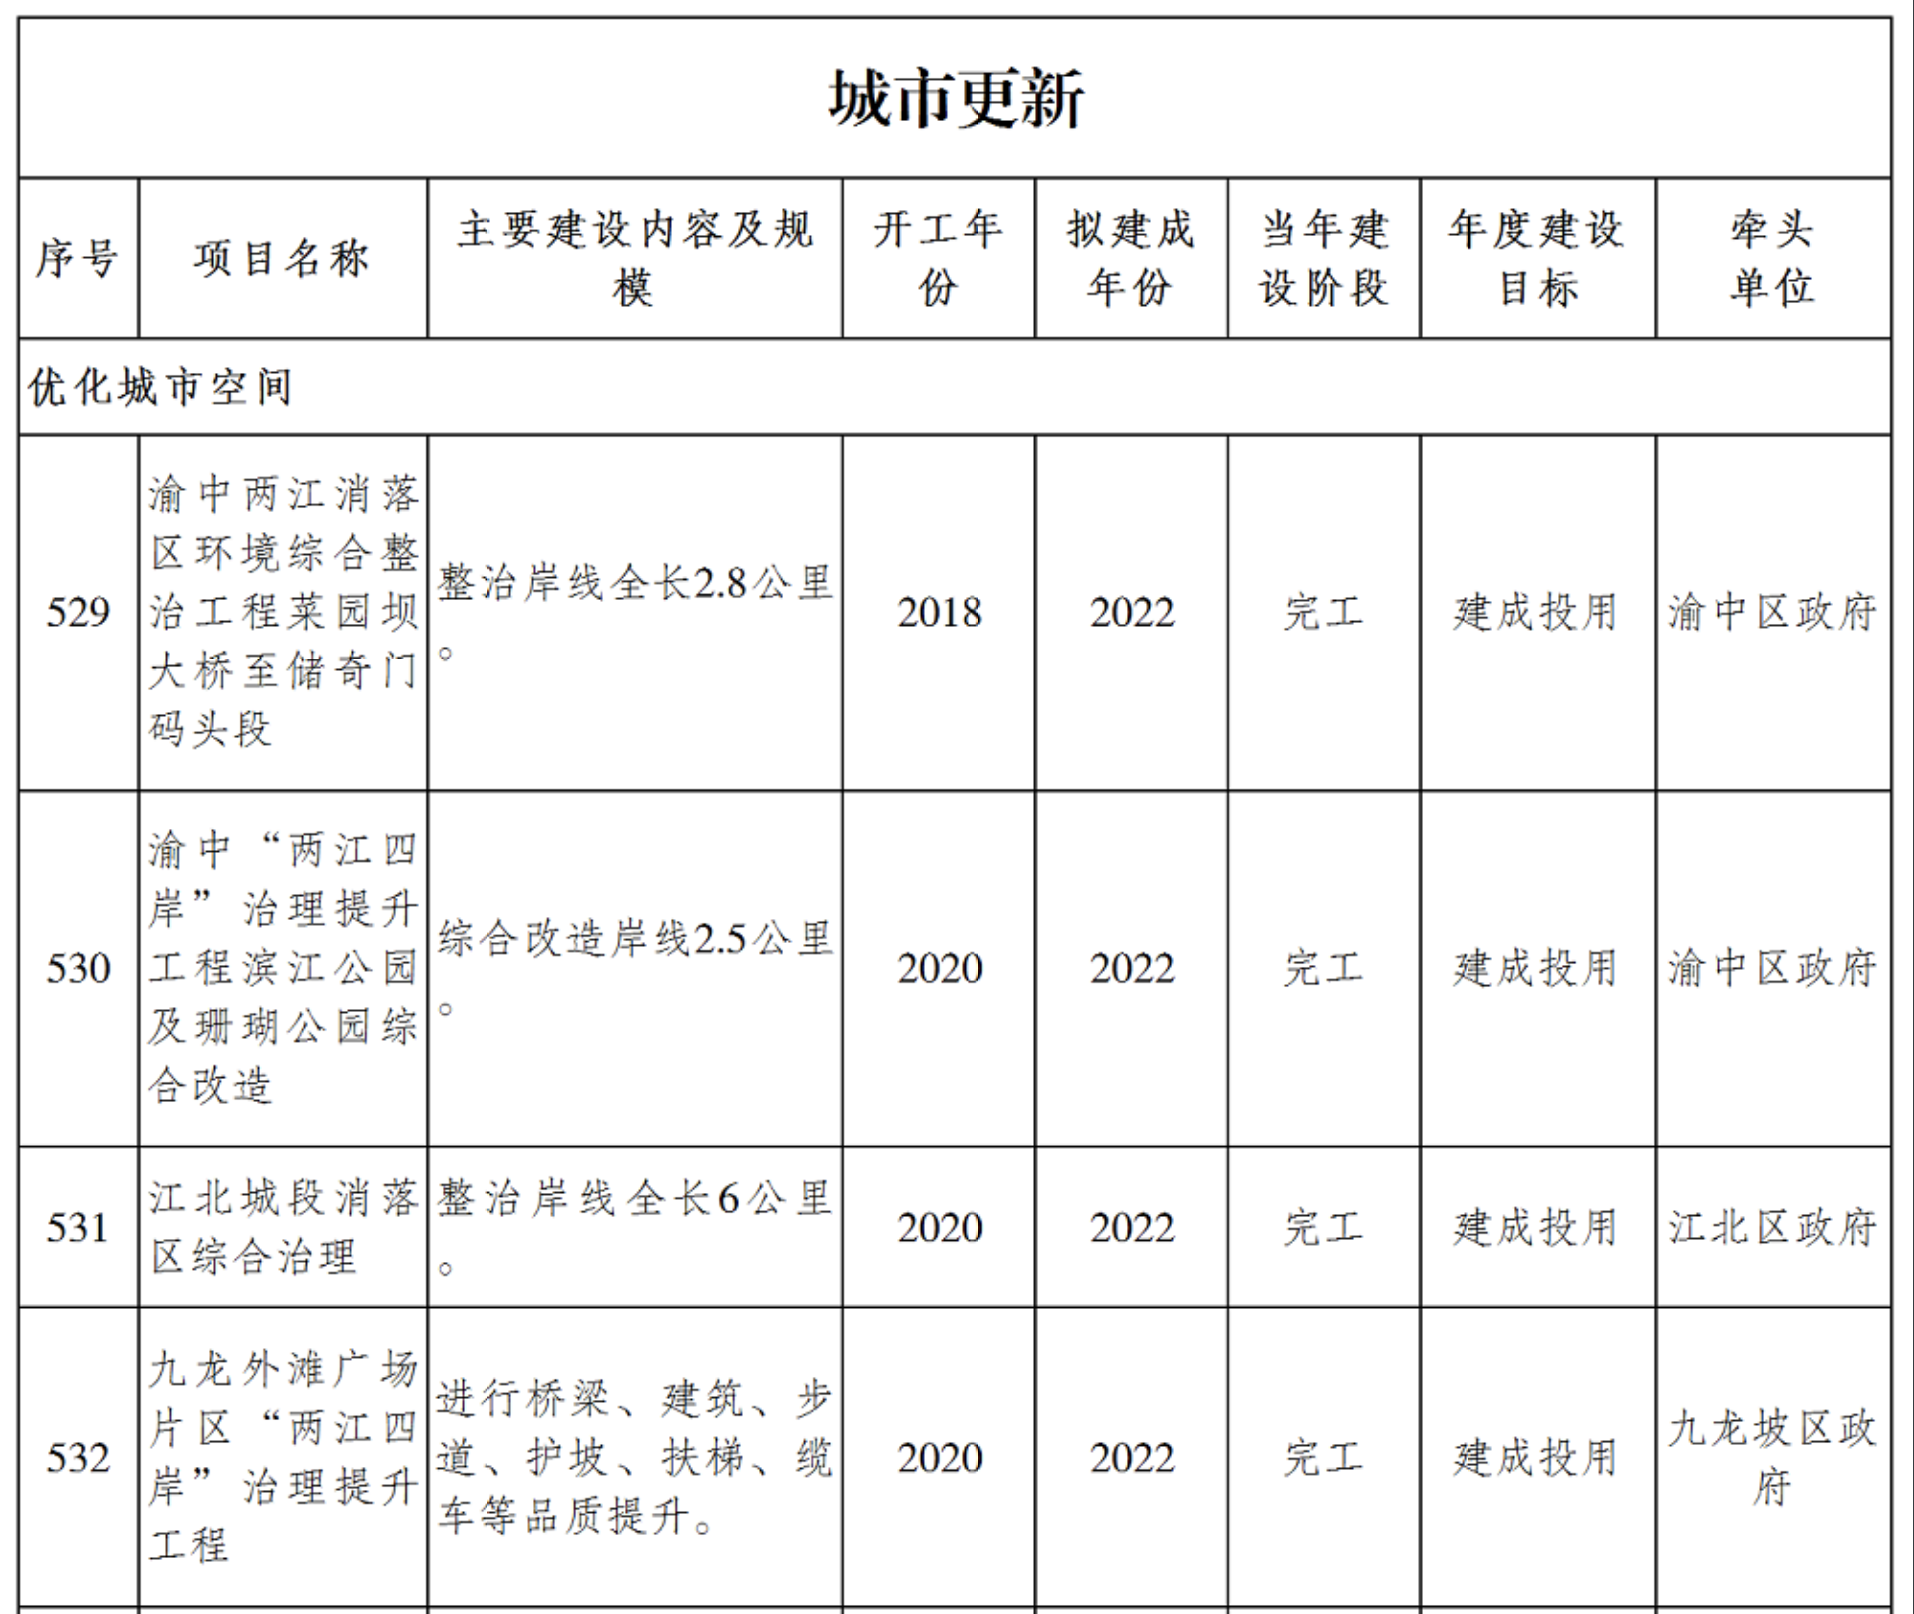 城市更新
序号
项目名称
主要建设内容及规
模
开工年
份
拟建成
年份
当年建
设阶段
年度建设
目标
牵头
单位
优化城市空间
529
渝中两江消落
区环境综合整
治工程菜园坝
大桥至储奇门
码头段
整治岸线全长2.8公里
。
2018
2022
完工
建成投用
渝中区政府
530
渝中“两江四
岸”治理提升
工程滨江公园
及珊瑚公园综
合改造
综合改造岸线2.5公里
。
2020
2022
完工
建成投用
渝中区政府
531
江北城段消落
区综合治理
整治岸线全长6公里
。
2020
2022
完工
建成投用
江北区政府
532
九龙外滩广场
片区“两江四
岸”治理提升
工程
进行桥梁、建筑、步
道、护坡、扶梯、缆
车等品质提升。
2020
2022
完工
建成投用
九龙坡区政
府